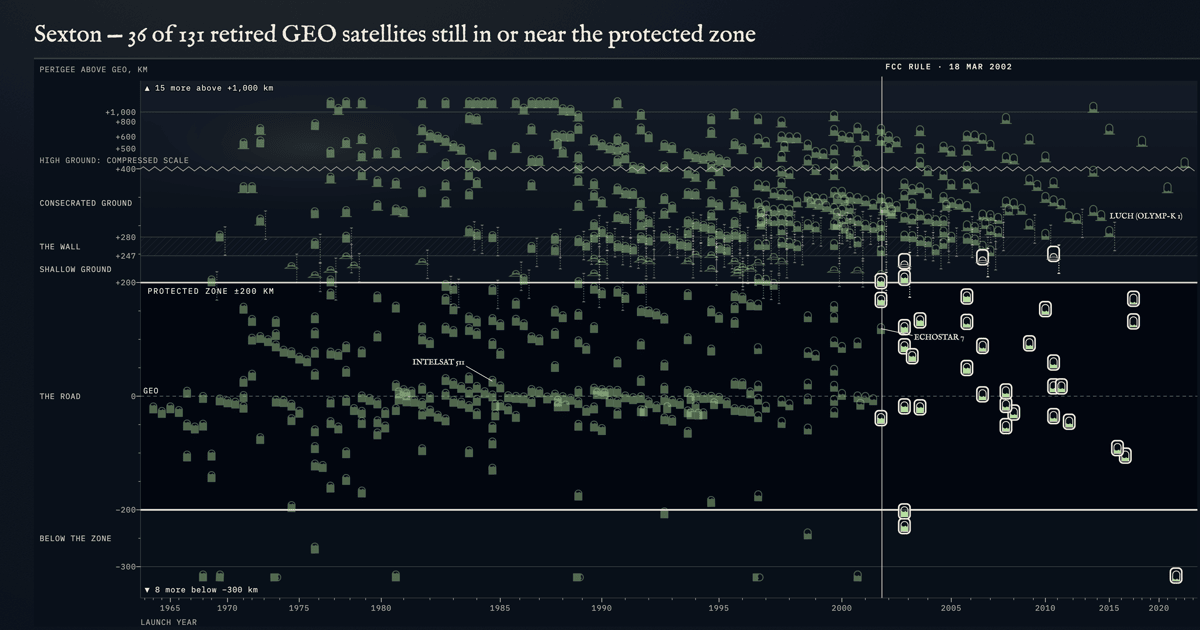 Sexton — 36 of 131 retired GEO satellites still in or near the protected zone
PERIGEE ABOVE GEO, KM
FCC RULE · 18 MAR 2002
▲ 15 more above +1,000 km
+1,000
+800
+600
+500
HIGH GROUND: COMPRESSED SCALE
+400
CONSECRATED GROUND
LUCH (OLYMP-K 1)
+280
THE WALL
+247
SHALLOW GROUND
+200
PROTECTED ZONE ±200 KM
ECHOSTAR 7
INTELSAT 511
GEO
THE ROAD
0
−200
BELOW THE ZONE
−300
▼ 8 more below −300 km
1965 1970 1975 1980 1985 1990 1995 2000 2005 2010 2015 2020
LAUNCH YEAR